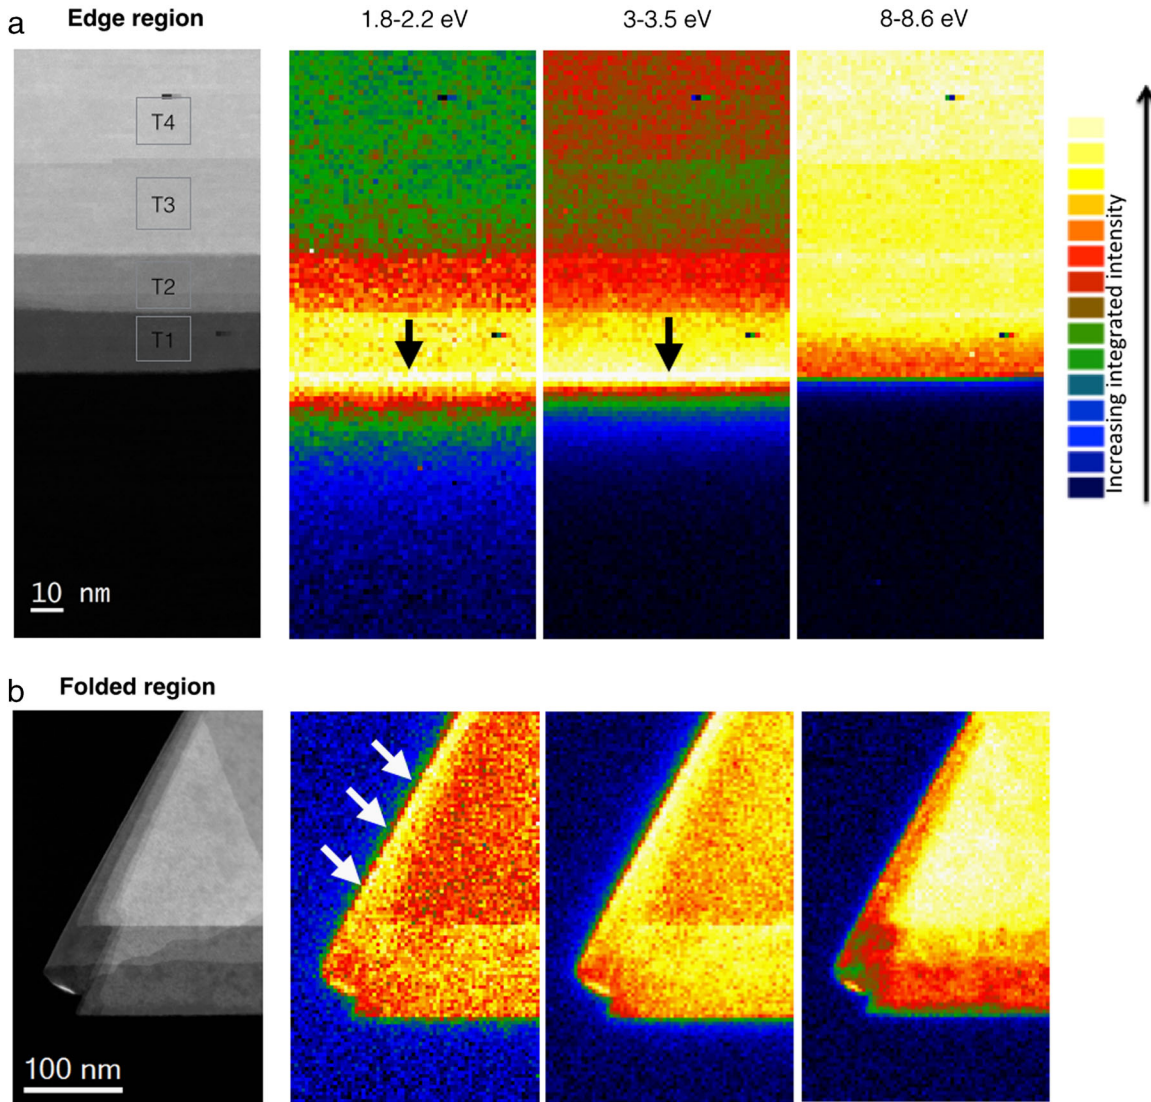 a
Edge region
1.8-2.2 eV
3-3.5 eV
8-8.6 eV
T4
T3
T2
T1
10 nm
Increasing integrated intensity
b
Folded region
100 nm